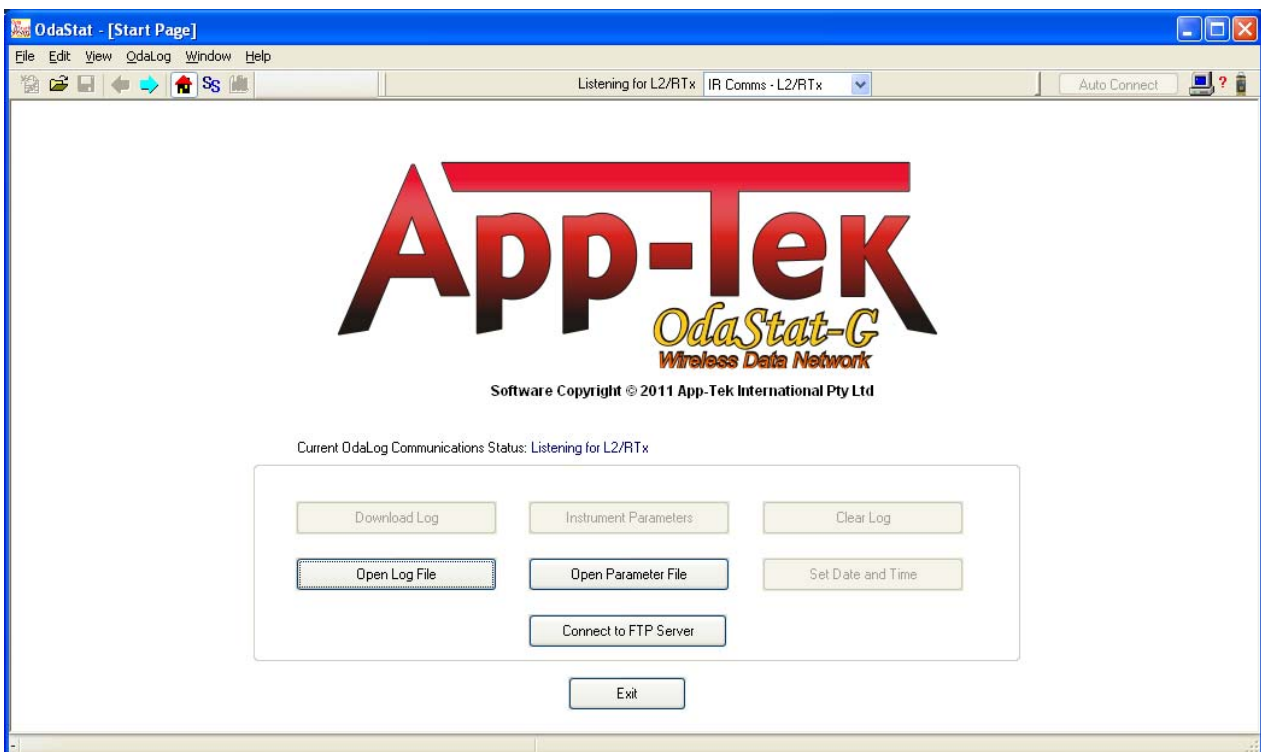 OdaStat - [Start Page]
File Edit View OdaLog Window Help
SS Listening for L2/RTx IR Comms - L2/RTx Auto Connect ?
App-Tek
OdaStat-G
Wireless Data Network
Software Copyright © 2011 App-Tek International Pty Ltd
Current OdaLog Communications Status: Listening for L2/RTx
Download Log Instrument Parameters Clear Log
Open Log File Open Parameter File Set Date and Time
Connect to FTP Server
Exit